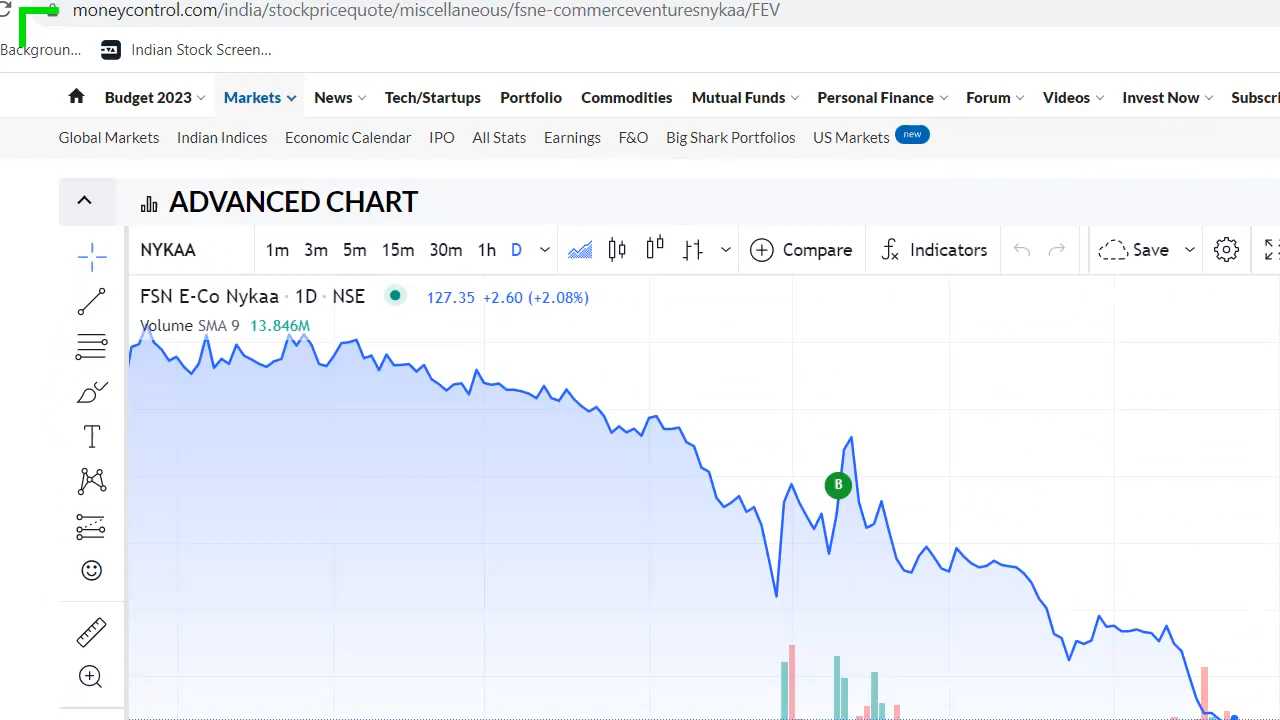 moneycontrol.com/india/stockpricequote/miscellaneous/fsne-commerceventuresnykaa/FEV
Backgroun... Indian Stock Screen...
Budget 2023 Markets News Tech/Startups Portfolio Commodities Mutual Funds Personal Finance Forum Videos Invest Now Subscri
Global Markets Indian Indices Economic Calendar IPO All Stats Earnings F&O Big Shark Portfolios US Markets new
ADVANCED CHART
NYKAA 1m 3m 5m 15m 30m 1h D Compare Indicators Save
FSN E-Co Nykaa · 1D · NSE 127.35 +2.60 (+2.08%)
Volume SMA 9 13.846M
B